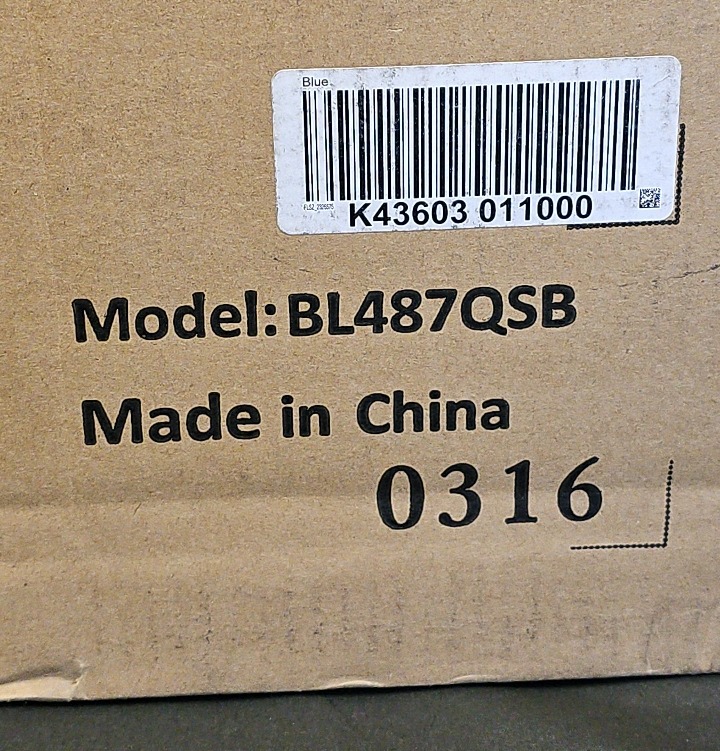 Blue
K43603 011000
Model:BL487QSB
Made in China
0316